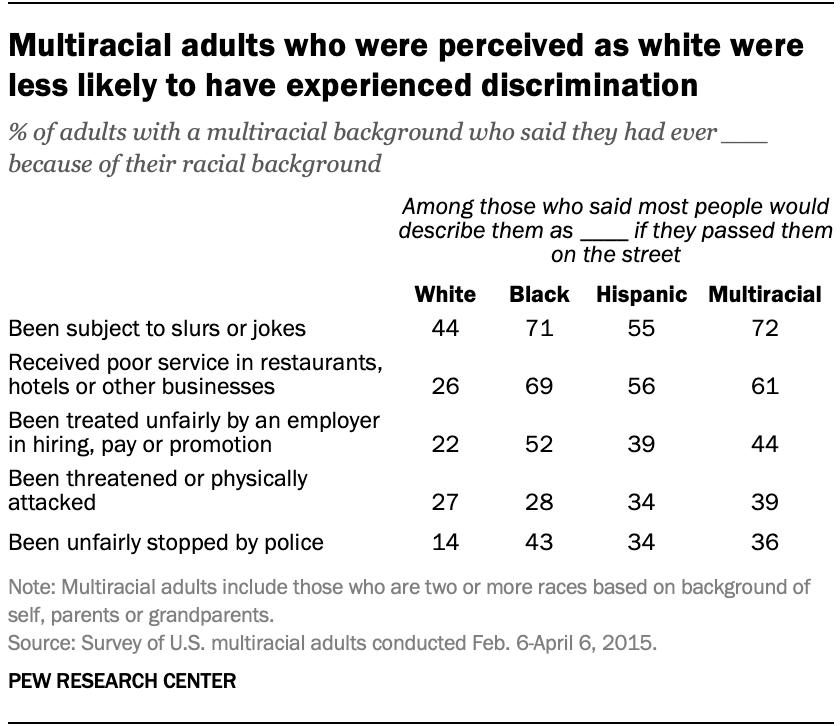 Multiracial adults who were perceived as white were
less likely to have experienced discrimination
% of adults with a multiracial background who said they had ever ____
because of their racial background
Among those who said most people would
describe them as ____ if they passed them
on the street
White Black Hispanic Multiracial
Been subject to slurs or jokes 44 71 55 72
Received poor service in restaurants,
hotels or other businesses 26 69 56 61
Been treated unfairly by an employer
in hiring, pay or promotion 22 52 39 44
Been threatened or physically
attacked 27 28 34 39
Been unfairly stopped by police 14 43 34 36
Note: Multiracial adults include those who are two or more races based on background of
self, parents or grandparents.
Source: Survey of U.S. multiracial adults conducted Feb. 6-April 6, 2015.
PEW RESEARCH CENTER